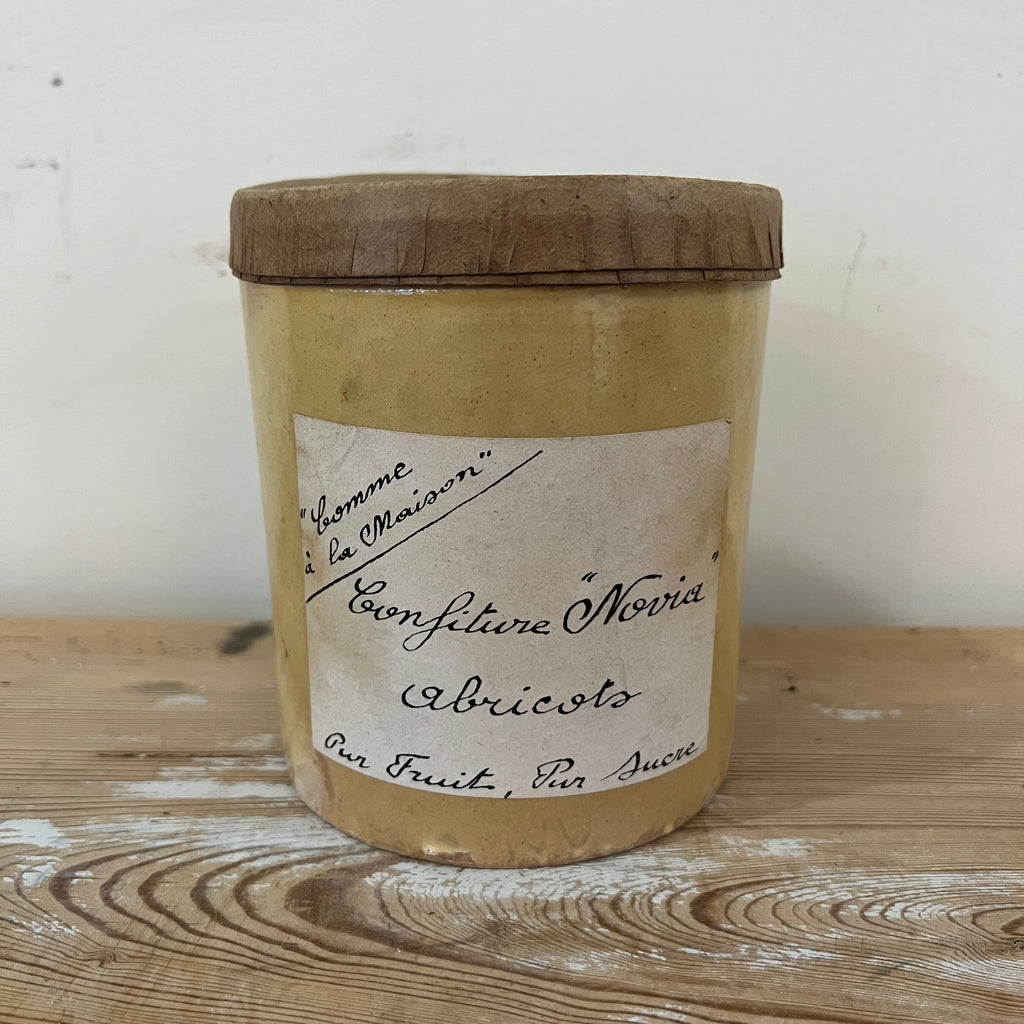 "Comme
à la Maison"
Confiture "Novia"
Abricots
Pur Fruit, Pur Sucre